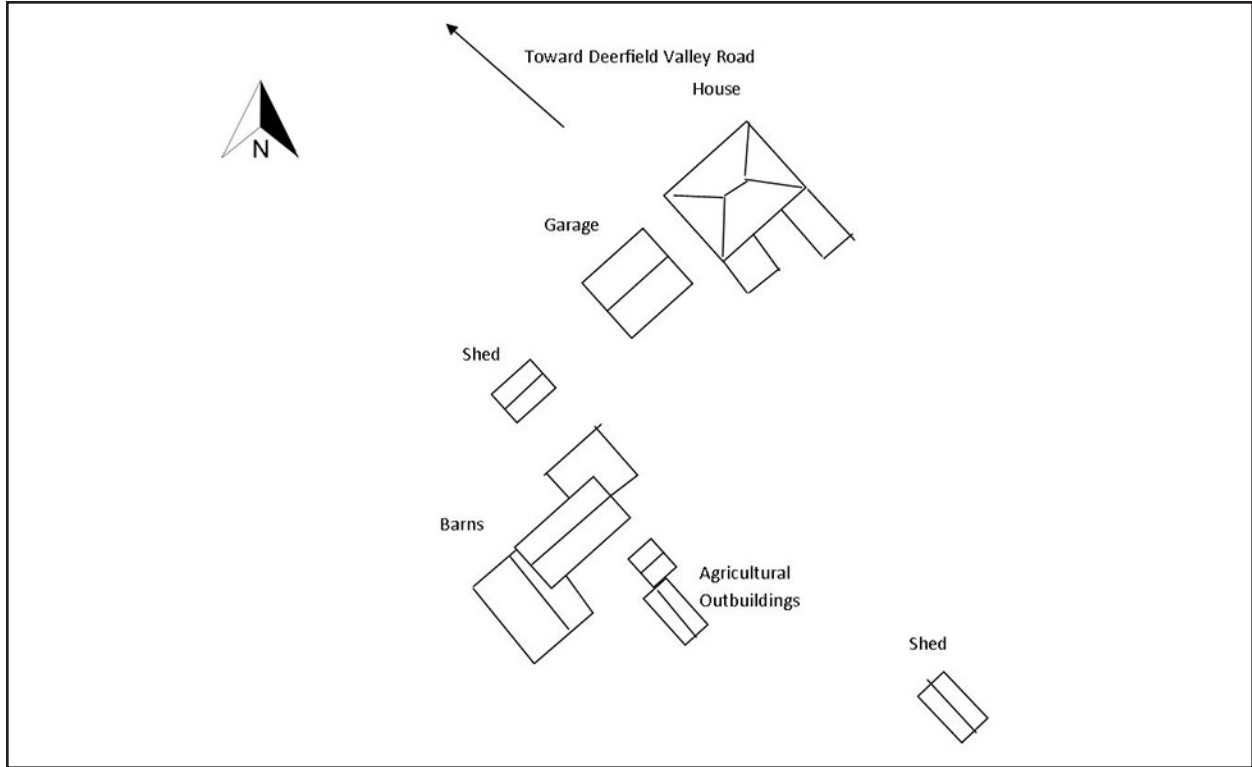 Toward Deerfield Valley Road
House
N
Garage
Shed
Barns
Agricultural
Outbuildings
Shed